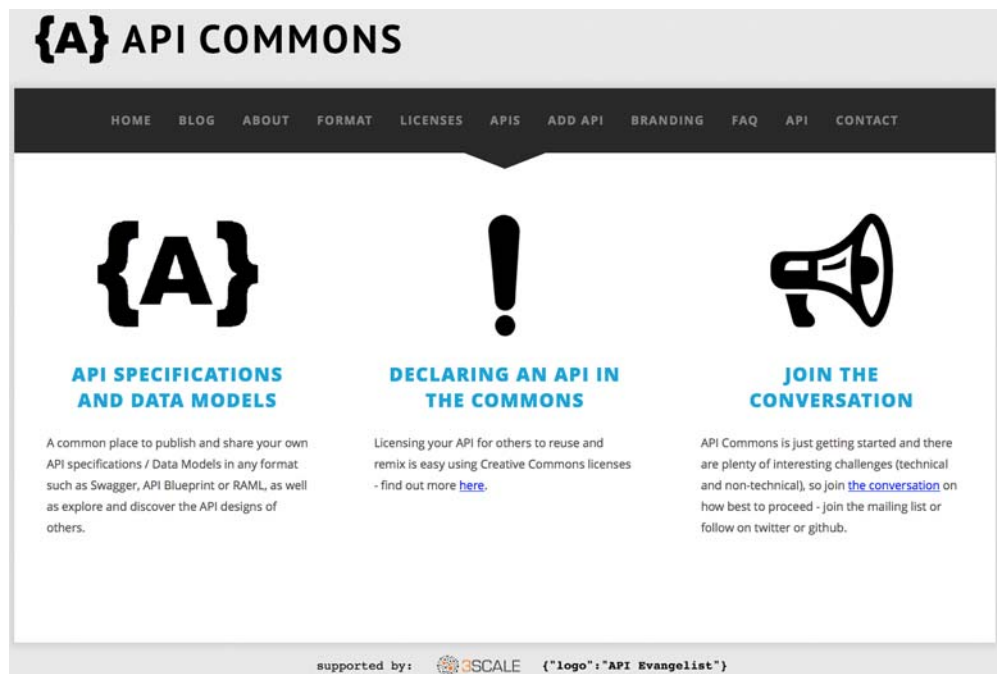 {A} API COMMONS
HOME BLOG ABOUT FORMAT LICENSES APIS ADD API BRANDING FAQ API CONTACT
{A}
!
API SPECIFICATIONS
AND DATA MODELS
A common place to publish and share your own
API specifications / Data Models in any format
such as Swagger, API Blueprint or RAML, as well
as explore and discover the API designs of
others.
DECLARING AN API IN
THE COMMONS
Licensing your API for others to reuse and
remix is easy using Creative Commons licenses
- find out more here.
JOIN THE
CONVERSATION
API Commons is just getting started and there
are plenty of interesting challenges (technical
and non-technical), so join the conversation on
how best to proceed - join the mailing list or
follow on twitter or github.
supported by: 3SCALE {"logo":"API Evangelist"}